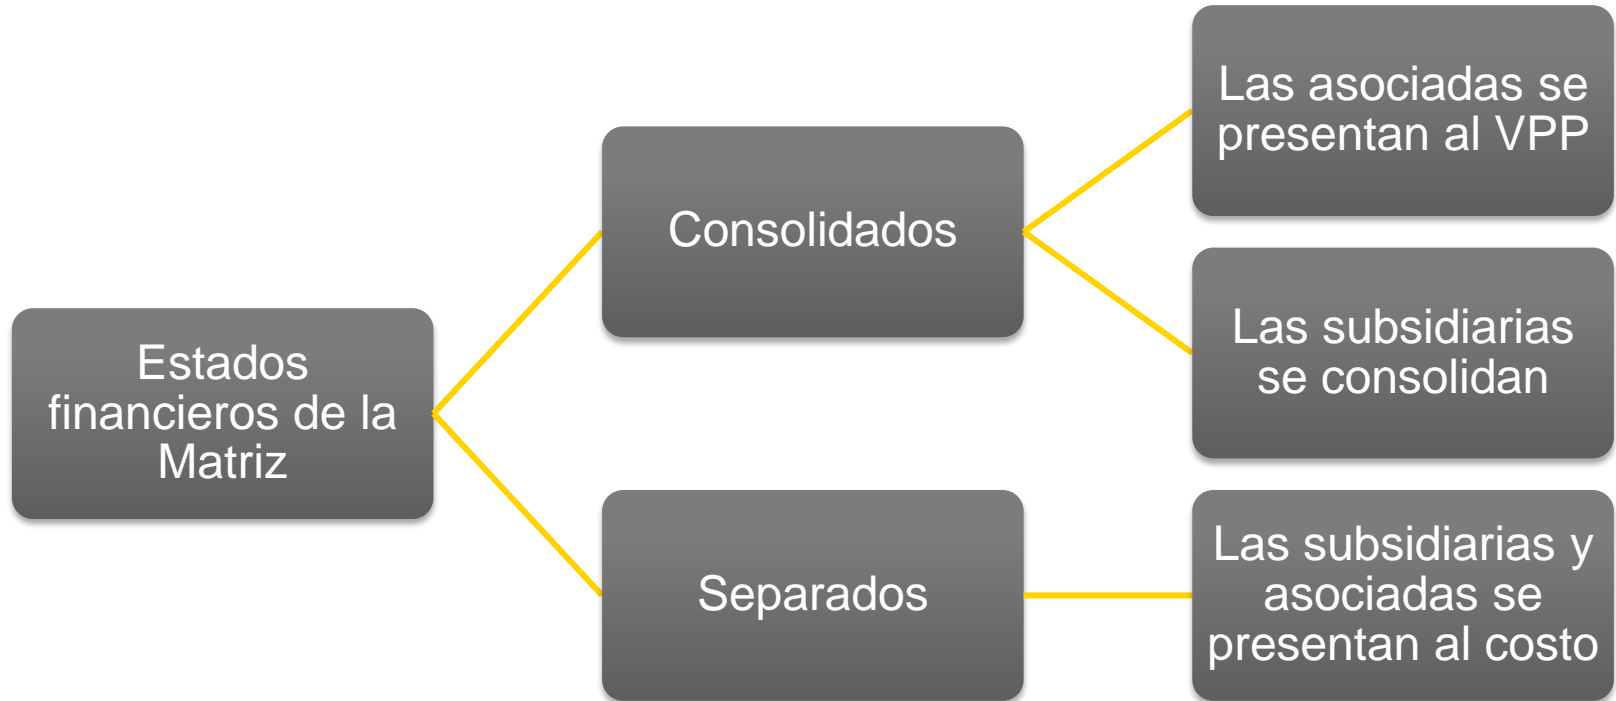 Estados
financieros de la
Matriz
Consolidados
Las asociadas se
presentan al VPP
Las subsidiarias
se consolidan
Separados
Las subsidiarias y
asociadas se
presentan al costo